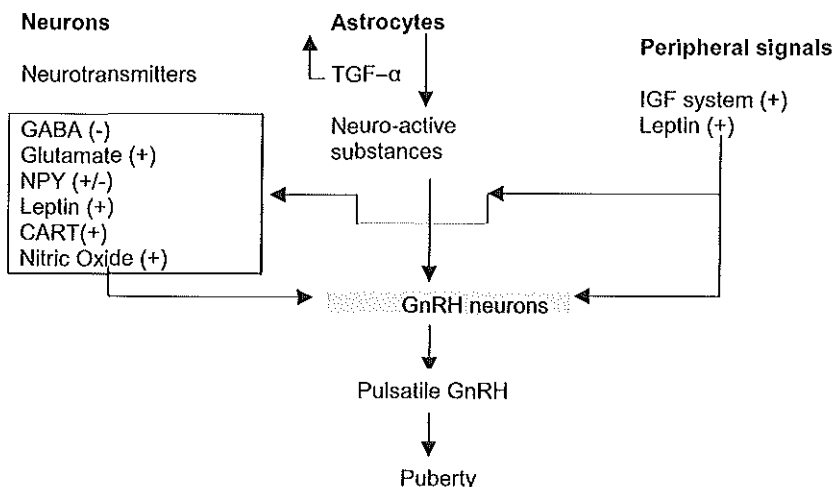 Neurons
Neurotransmitters
GABA (-)
Glutamate (+)
NPY (+/-)
Leptin (+)
CART(+)
Nitric Oxide (+)
Astrocytes
TGF–α
Neuro-active
substances
Peripheral signals
IGF system (+)
Leptin (+)
GnRH neurons
Pulsatile GnRH
Puberty